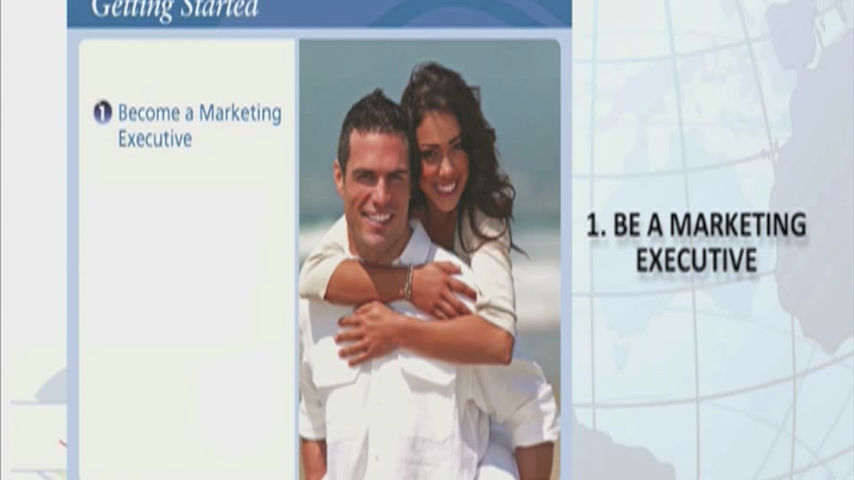 Getting Started
1 Become a Marketing
Executive
1. BE A MARKETING
EXECUTIVE